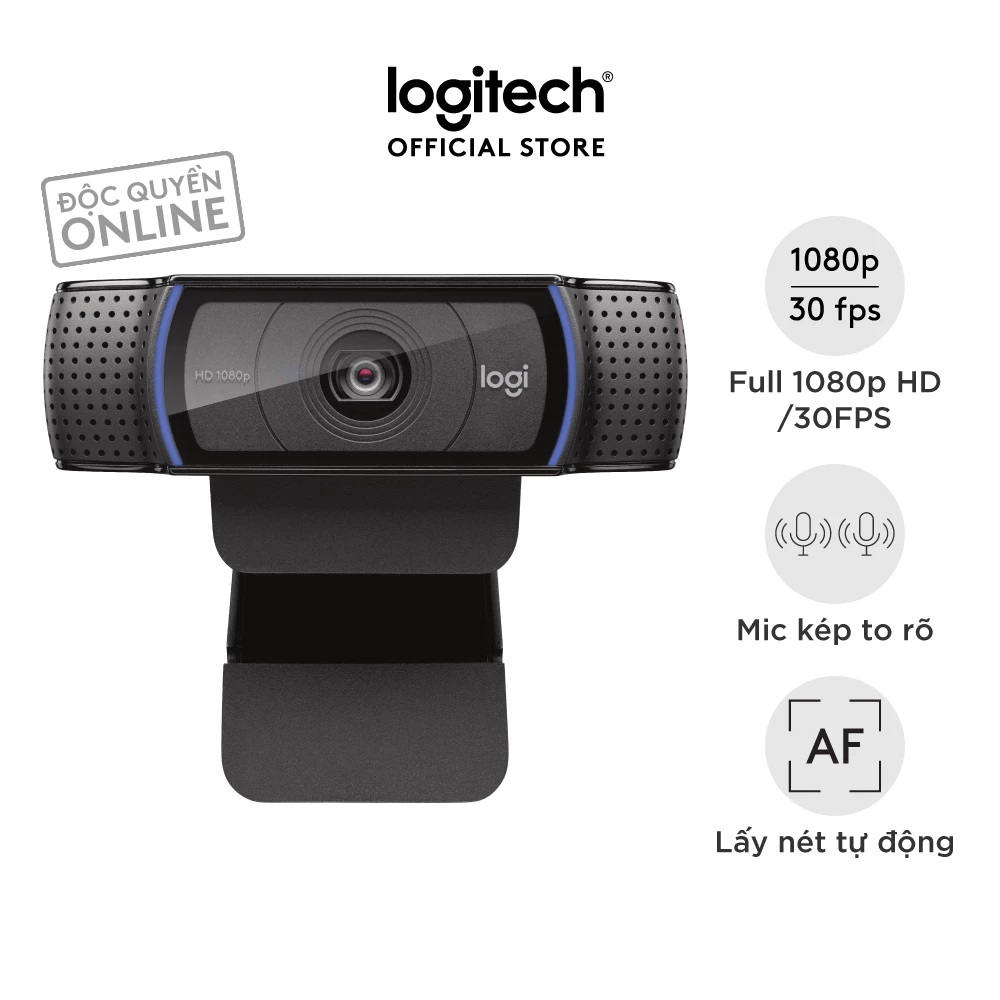 logitech®
OFFICIAL STORE
ĐỘC QUYỀN
ONLINE
HD 1080p
logi
1080p
30 fps
Full 1080p HD
/30FPS
Mic kép to rõ
AF
Lấy nét tự động